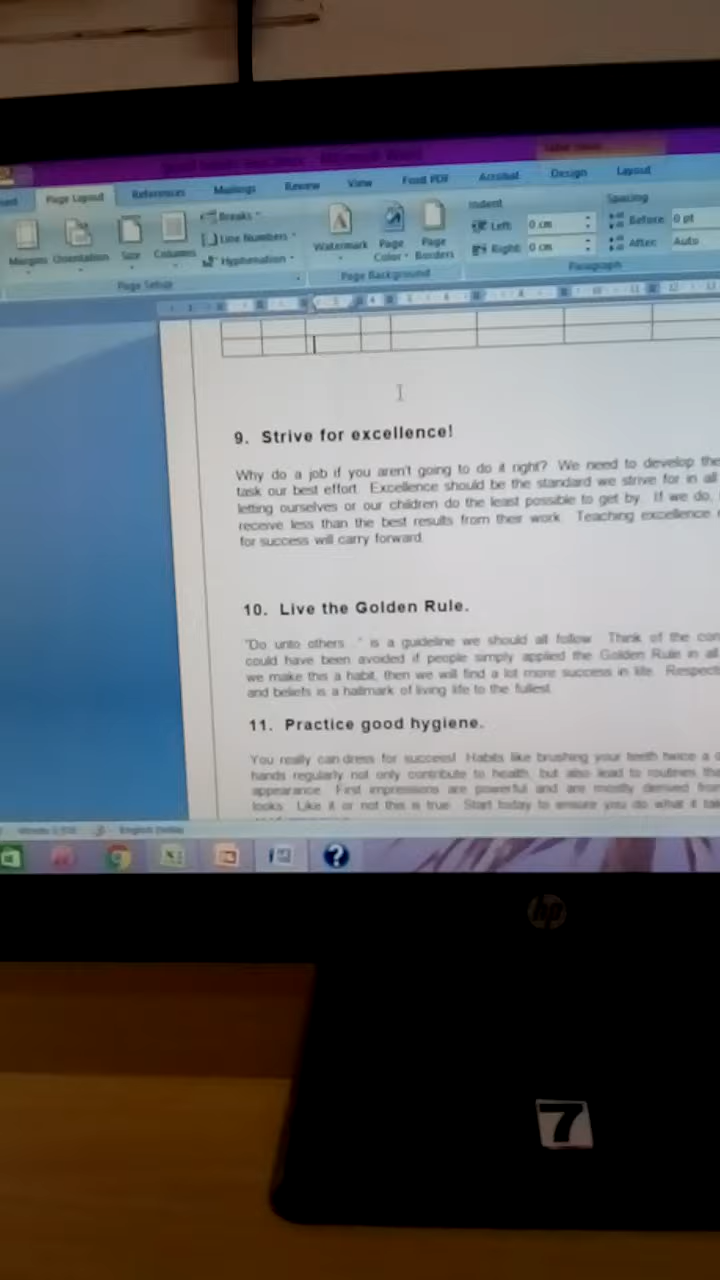 Page Layout References Mailings Review View Foxit PDF Acrobat Design Layout
Margins Orientation Size Columns
Breaks
Line Numbers
Hyphenation
Watermark Page Color Page Borders
Indent
Left: 0 cm
Right: 0 cm
Spacing
Before: 0 pt
After: Auto
Page Setup Page Background Paragraph
9. Strive for excellence!
Why do a job if you aren't going to do it right? We need to develop the
task our best effort. Excellence should be the standard we strive for in all
letting ourselves or our children do the least possible to get by. If we do,
receive less than the best results from their work. Teaching excellence
for success will carry forward.
10. Live the Golden Rule.
"Do unto others..." is a guideline we should all follow. Think of the
could have been avoided if people simply applied the Golden Rule in all
we make this a habit, then we will find a lot more success in life. Respect
and beliefs is a hallmark of living life to the fullest.
11. Practice good hygiene.
You really can dress for success! Habits like brushing your teeth twice a
hands regularly not only contribute to health, but also lead to routines
appearance. First impressions are powerful and are mostly derived from
looks. Like it or not this is true. Start today to ensure you do what it
English (India)
hp
7